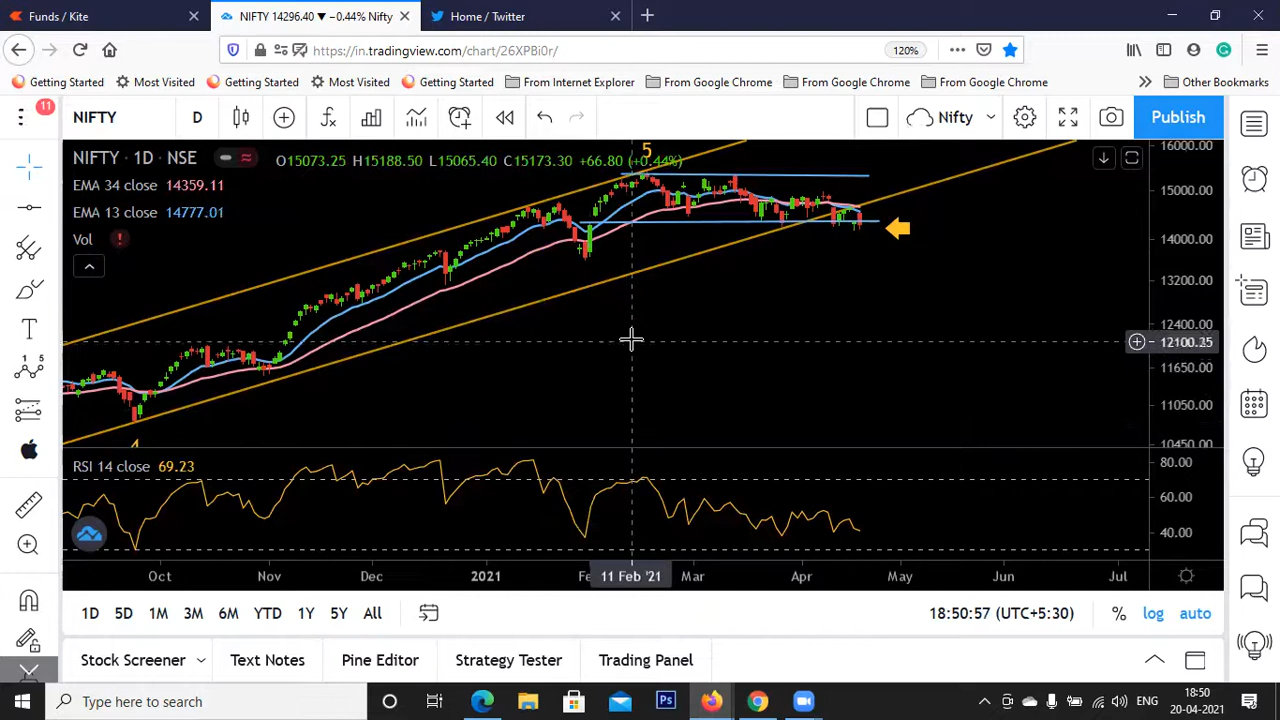 Funds / Kite
NIFTY 14296.40 ▼ −0.44% Nifty
Home / Twitter
https://in.tradingview.com/chart/26XPBi0r/
120%
Getting Started
Most Visited
Getting Started
Most Visited
Getting Started
From Internet Explorer
From Google Chrome
From Google Chrome
From Google Chrome
Other Bookmarks
11
NIFTY
D
Nifty
Publish
NIFTY · 1D · NSE
O15073.25 H15188.50 L15065.40 C15173.30 +66.80 (+0.44%)
EMA 34 close 14359.11
EMA 13 close 14777.01
Vol
5
16000.00
15000.00
14000.00
13200.00
12400.00
12100.25
11650.00
11050.00
10450.00
RSI 14 close 69.23
80.00
60.00
40.00
Oct
Nov
Dec
2021
11 Feb '21
Mar
Apr
May
Jun
Jul
1D
5D
1M
3M
6M
YTD
1Y
5Y
All
18:50:57 (UTC+5:30)
%
log
auto
Stock Screener
Text Notes
Pine Editor
Strategy Tester
Trading Panel
Type here to search
Ps
ENG
18:50
20-04-2021